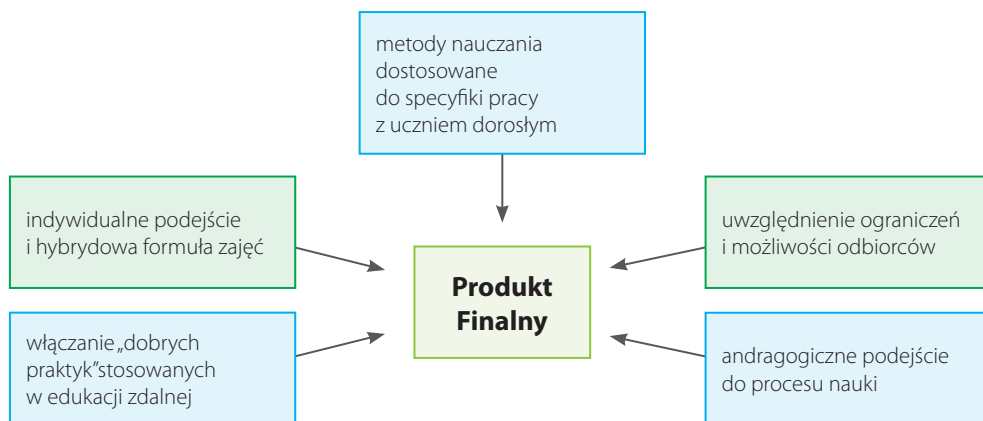 metody nauczania
dostosowane
do specyfiki pracy
z uczniem dorosłym
indywidualne podejście
i hybrydowa formuła zajęć
uwzględnienie ograniczeń
i możliwości odbiorców
Produkt
Finalny
włączanie „dobrych
praktyk”stosowanych
w edukacji zdalnej
andragogiczne podejście
do procesu nauki